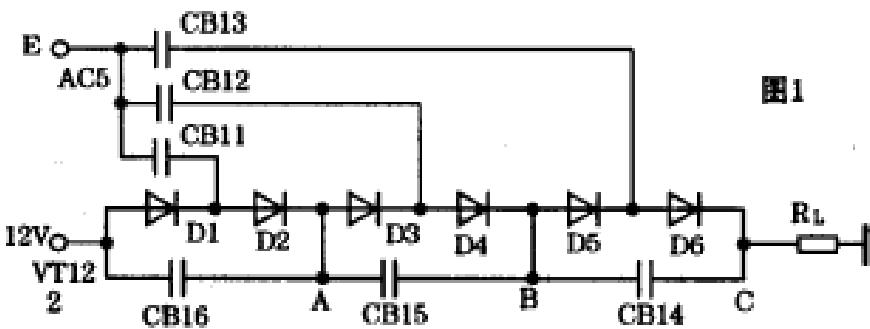 CB13
E
AC5
CB12
图1
CB11
12V
D1
D2
D3
D4
D5
D6
RL
VT12
2
CB16
A
CB15
B
CB14
C